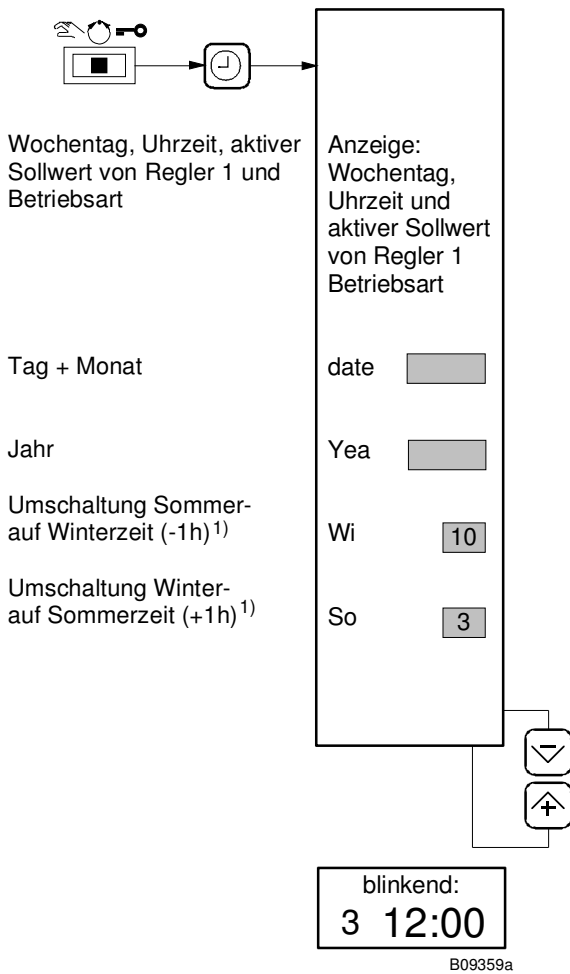 Wochentag, Uhrzeit, aktiver
Sollwert von Regler 1 und
Betriebsart
Anzeige:
Wochentag,
Uhrzeit und
aktiver Sollwert
von Regler 1
Betriebsart
Tag + Monat
date
Jahr
Yea
Umschaltung Sommer-
auf Winterzeit (-1h)1)
Wi 10
Umschaltung Winter-
auf Sommerzeit (+1h)1)
So 3
blinkend:
3 12:00
B09359a